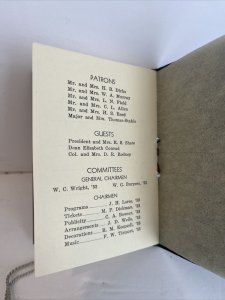 PATRONS
Mr. and Mrs. H. B. Dirks
Mr. and Mrs. W. A. Murray
Mr. and Mrs. L. N. Field
Mr. and Mrs. C. L. Allen
Mr. and Mrs. H. S. Reed
Major and Mrs. Thomas-Stahle
GUESTS
President and Mrs. R. S. Shaw
Dean Elisabeth Conrad
Col. and Mrs. D. R. Rodney
COMMITTEES
GENERAL CHAIRMEN
W. C. Wright, '32 W. G. '32
CHAIRMEN
Programs J. H.
Tickets M. P.
Publicity C. A.
Arrangements J. D. Wells,
Decorations R. M.
Music F. W.